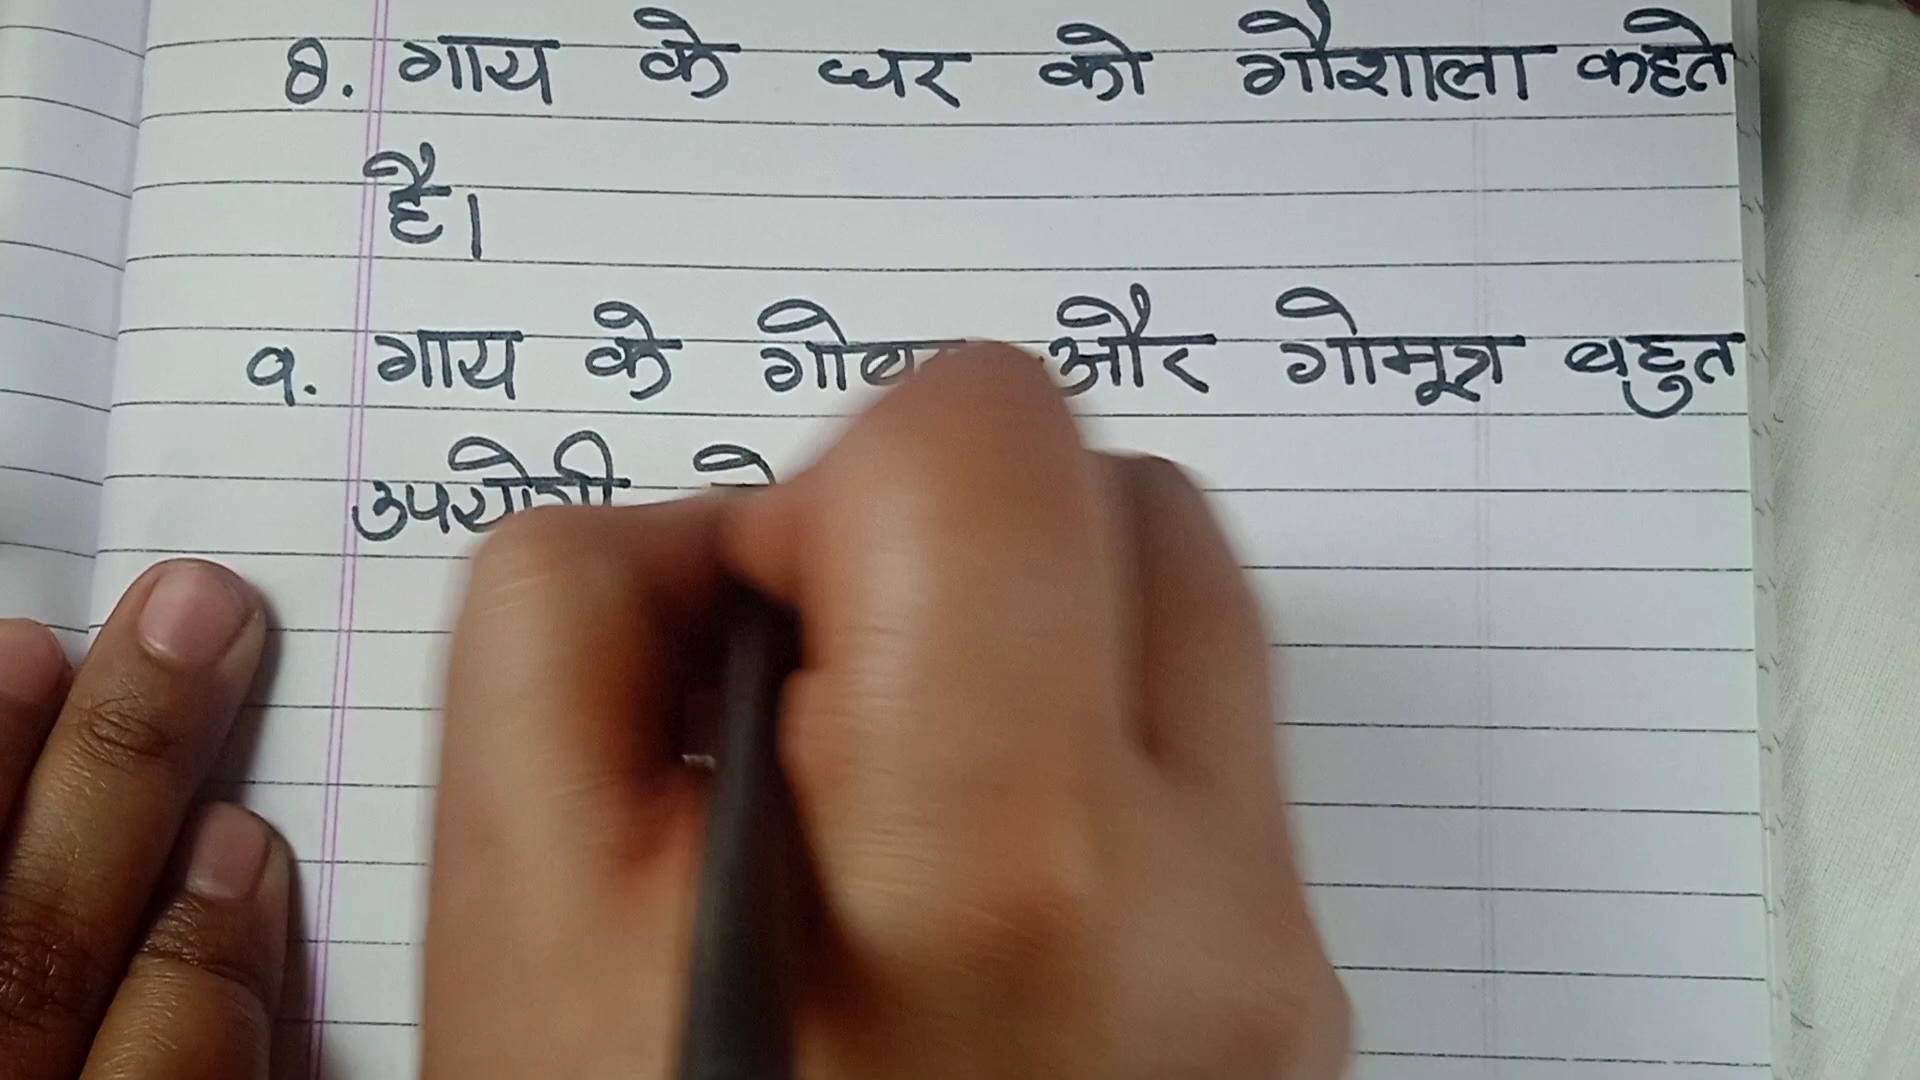 8. गाय के घर को गौशाला कहते
है।
9. गाय के और गोमूत्र बहुत
उपयोगी